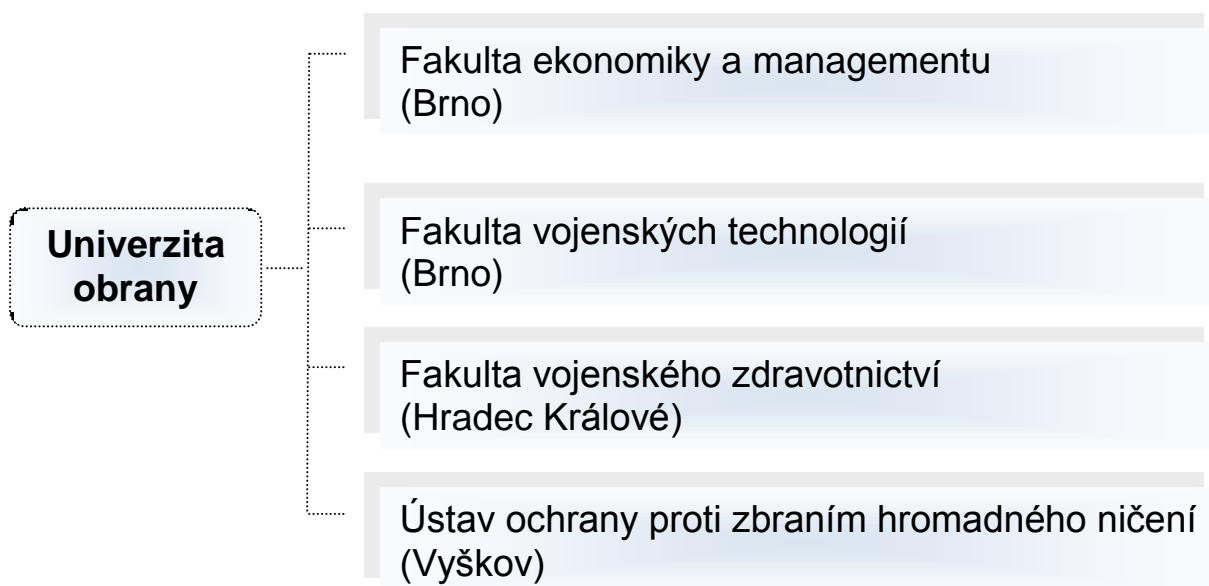 Fakulta ekonomiky a managementu
(Brno)
Univerzita
obrany
Fakulta vojenských technologií
(Brno)
Fakulta vojenského zdravotnictví
(Hradec Králové)
Ústav ochrany proti zbraním hromadného ničení
(Vyškov)